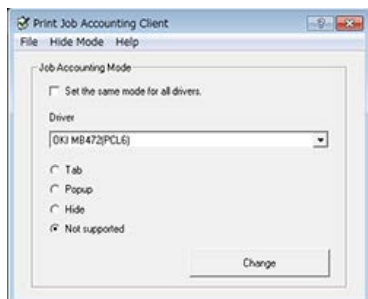 Print Job Accounting Client
File Hide Mode Help
Job Accounting Mode
Set the same mode for all drivers.
Driver
OKI MB472(PCL6)
Tab
Popup
Hide
Not supported
Change